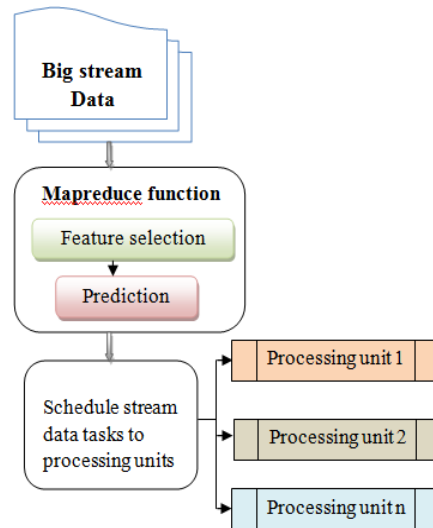 Big stream
Data
Mapreduce function
Feature selection
Prediction
Schedule stream
data tasks to
processing units
Processing unit 1
Processing unit 2
Processing unit n